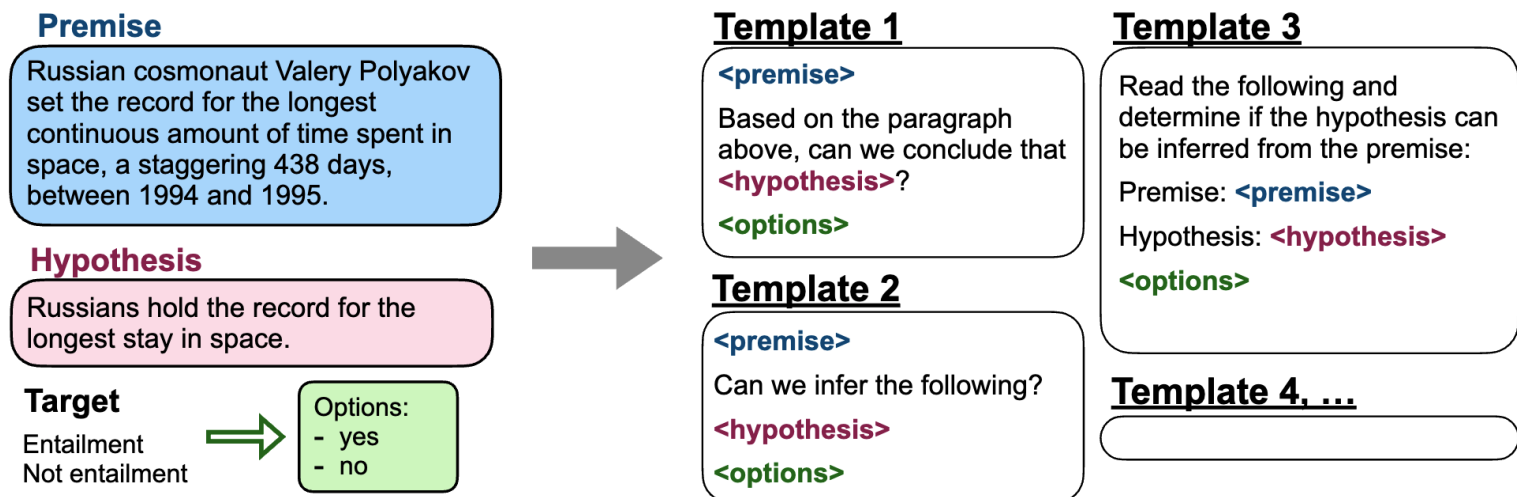 Premise
Russian cosmonaut Valery Polyakov
set the record for the longest
continuous amount of time spent in
space, a staggering 438 days,
between 1994 and 1995.
Hypothesis
Russians hold the record for the
longest stay in space.
Target
Entailment
Not entailment
Options:
- yes
- no
Template 1
<premise>
Based on the paragraph
above, can we conclude that
<hypothesis>?
<options>
Template 2
<premise>
Can we infer the following?
<hypothesis>
<options>
Template 3
Read the following and
determine if the hypothesis can
be inferred from the premise:
Premise: <premise>
Hypothesis: <hypothesis>
<options>
Template 4, …